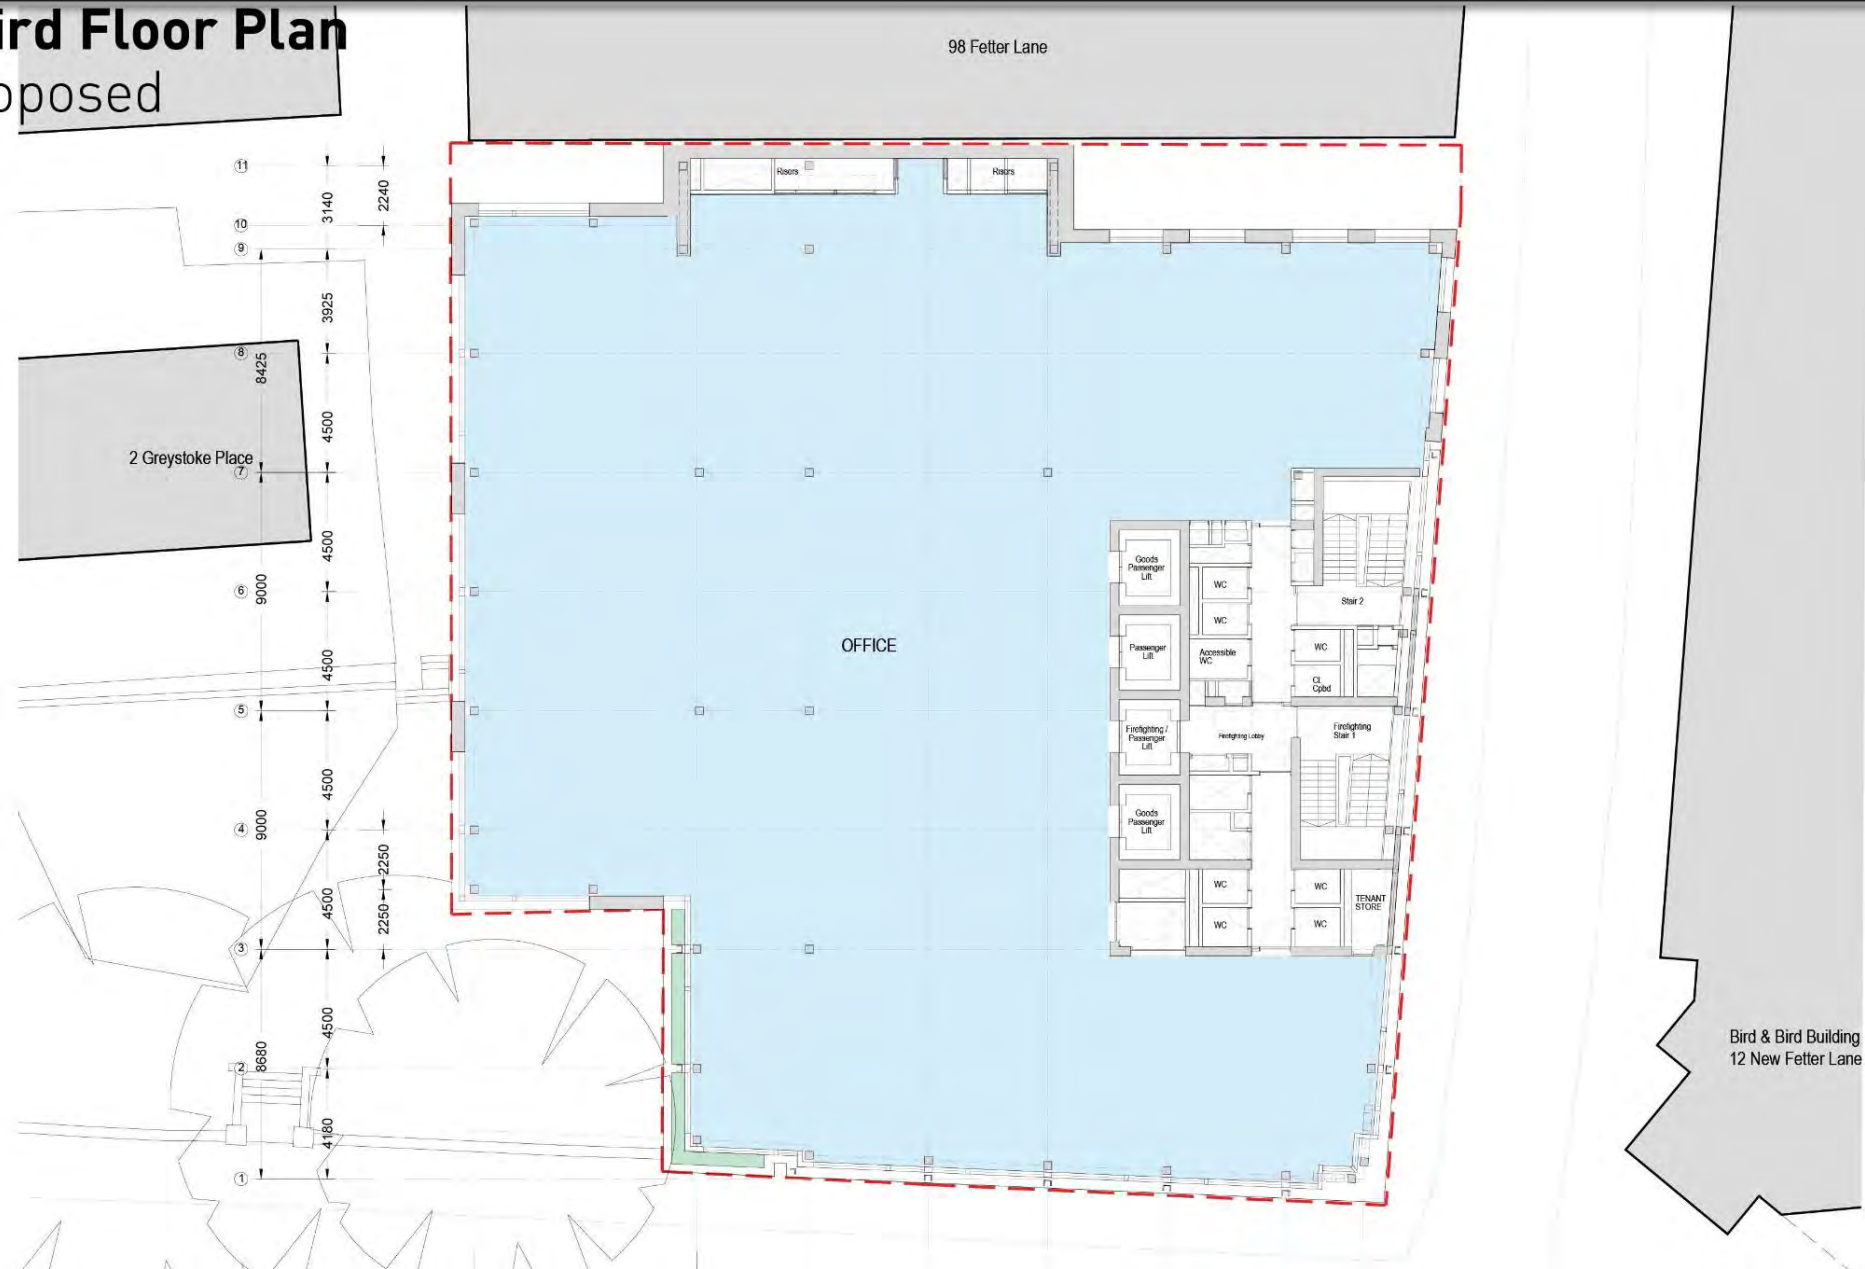 ird Floor Plan
oposed
98 Fetter Lane
11
10
9
8
7
6
5
4
3
2
1
3140
2240
3925
8425
4500
4500
9000
4500
4500
9000
2250
4500
2250
4500
8680
4180
2 Greystoke Place
Risers
Risers
OFFICE
Goods
Passenger
Lift
WC
WC
Stair 2
Passenger
Lift
Accessible
WC
WC
Cl.
Cpbd
Firefighting /
Passenger
Lift
Firefighting Lobby
Firefighting
Stair 1
Goods
Passenger
Lift
WC
WC
WC
WC
TENANT
STORE
Bird & Bird Building
12 New Fetter Lane